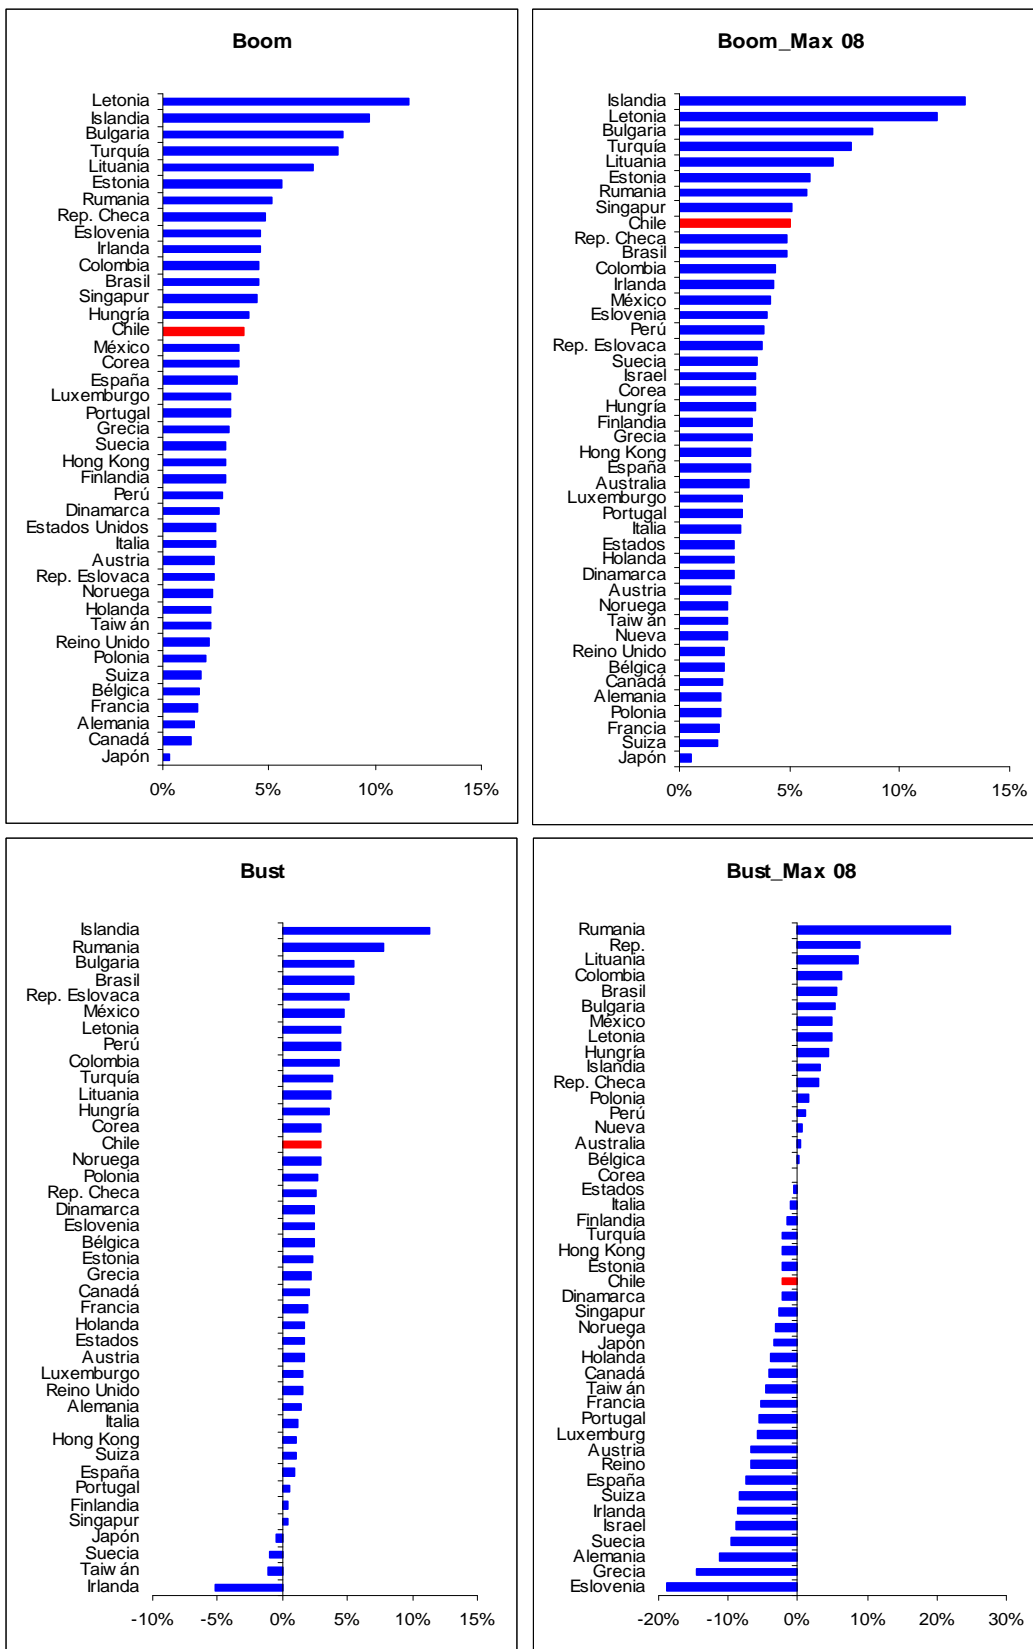 Boom
Letonia
Islandia
Bulgaria
Turquía
Lituania
Estonia
Rumania
Rep. Checa
Eslovenia
Irlanda
Colombia
Brasil
Singapur
Hungría
Chile
México
Corea
España
Luxemburgo
Portugal
Grecia
Suecia
Hong Kong
Finlandia
Perú
Dinamarca
Estados Unidos
Italia
Austria
Rep. Eslovaca
Noruega
Holanda
Taiwán
Reino Unido
Polonia
Suiza
Bélgica
Francia
Alemania
Canadá
Japón
0% 5% 10% 15%
Boom_Max 08
Islandia
Letonia
Bulgaria
Turquía
Lituania
Estonia
Rumania
Singapur
Chile
Rep. Checa
Brasil
Colombia
Irlanda
México
Eslovenia
Perú
Rep. Eslovaca
Suecia
Israel
Corea
Hungría
Finlandia
Grecia
Hong Kong
España
Australia
Luxemburgo
Portugal
Italia
Estados
Holanda
Dinamarca
Austria
Noruega
Taiwán
Nueva
Reino Unido
Bélgica
Canadá
Alemania
Polonia
Francia
Suiza
Japón
0% 5% 10% 15%
Bust
Islandia
Rumania
Bulgaria
Brasil
Rep. Eslovaca
México
Letonia
Perú
Colombia
Turquía
Lituania
Hungría
Corea
Chile
Noruega
Polonia
Rep. Checa
Dinamarca
Eslovenia
Bélgica
Estonia
Grecia
Canadá
Francia
Holanda
Estados
Austria
Luxemburgo
Reino Unido
Alemania
Italia
Hong Kong
Suiza
España
Portugal
Finlandia
Singapur
Japón
Suecia
Taiwán
Irlanda
-10% -5% 0% 5% 10% 15%
Bust_Max 08
Rumania
Rep.
Lituania
Colombia
Brasil
Bulgaria
México
Letonia
Hungría
Islandia
Rep. Checa
Polonia
Perú
Nueva
Australia
Bélgica
Corea
Estados
Italia
Finlandia
Turquía
Hong Kong
Estonia
Chile
Dinamarca
Singapur
Noruega
Japón
Holanda
Canadá
Taiwán
Francia
Portugal
Luxemburg
Austria
Reino
España
Suiza
Irlanda
Israel
Suecia
Alemania
Grecia
Eslovenia
-20% -10% 0% 10% 20% 30%